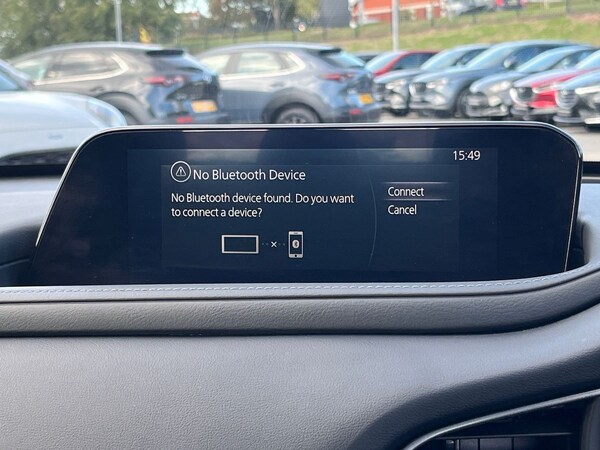 15:49
No Bluetooth Device
No Bluetooth device found. Do you want
to connect a device?
Connect
Cancel